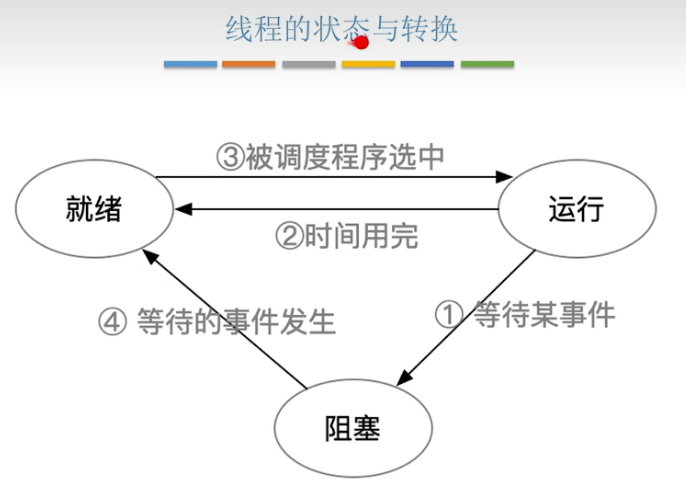 线程的状态与转换
③被调度程序选中
就绪
运行
②时间用完
④ 等待的事件发生
① 等待某事件
阻塞